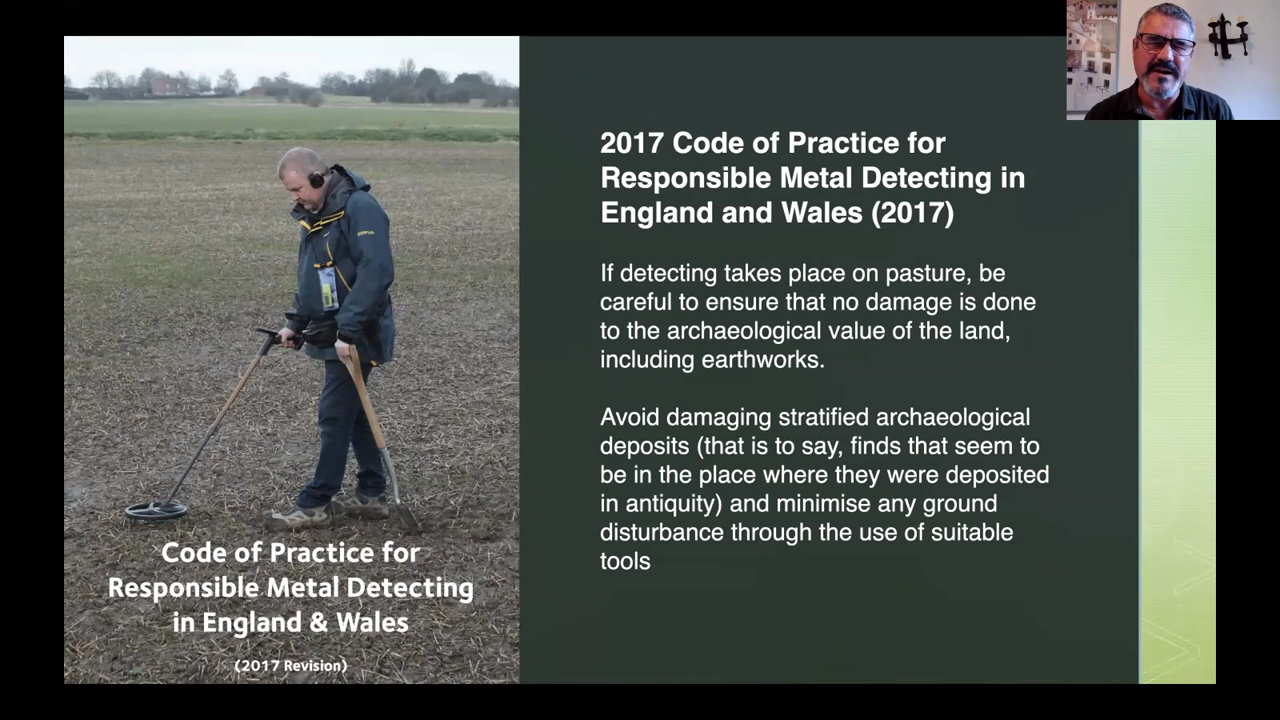 2017 Code of Practice for
Responsible Metal Detecting in
England and Wales (2017)
If detecting takes place on pasture, be
careful to ensure that no damage is done
to the archaeological value of the land,
including earthworks.
Avoid damaging stratified archaeological
deposits (that is to say, finds that seem to
be in the place where they were deposited
in antiquity) and minimise any ground
disturbance through the use of suitable
tools
Code of Practice for
Responsible Metal Detecting
in England & Wales
(2017 Revision)